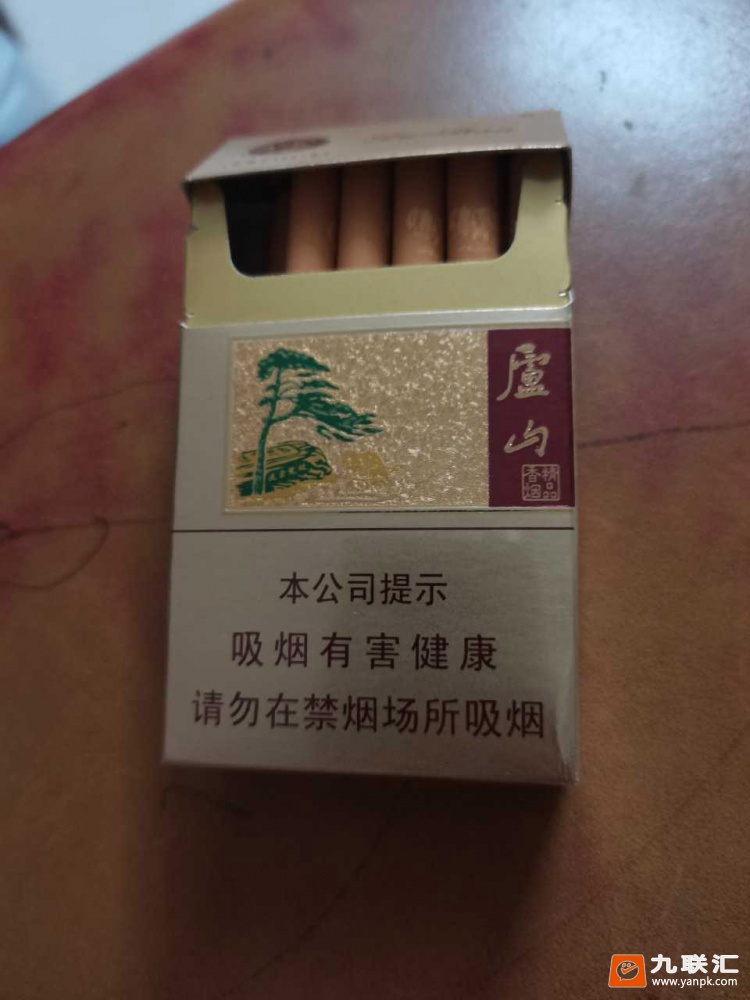 廬山
精品
香烟
本公司提示
吸烟有害健康
请勿在禁烟场所吸烟
九联汇
www.yanpk.com